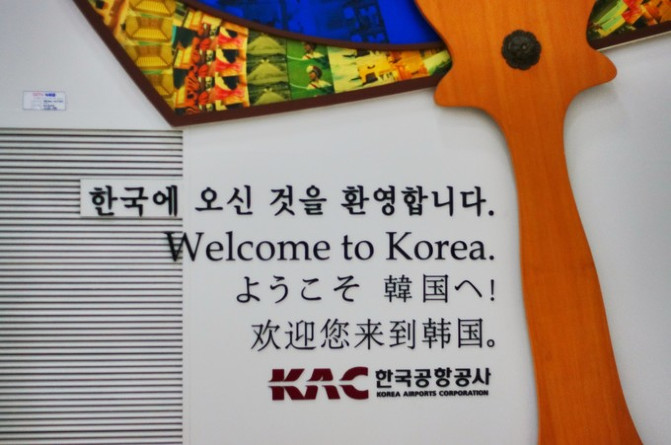 한국에 오신 것을 환영합니다.
Welcome to Korea.
ようこそ 韓国へ!
欢迎您来到韩国。
KAC 한국공항공사
KOREA AIRPORTS CORPORATION